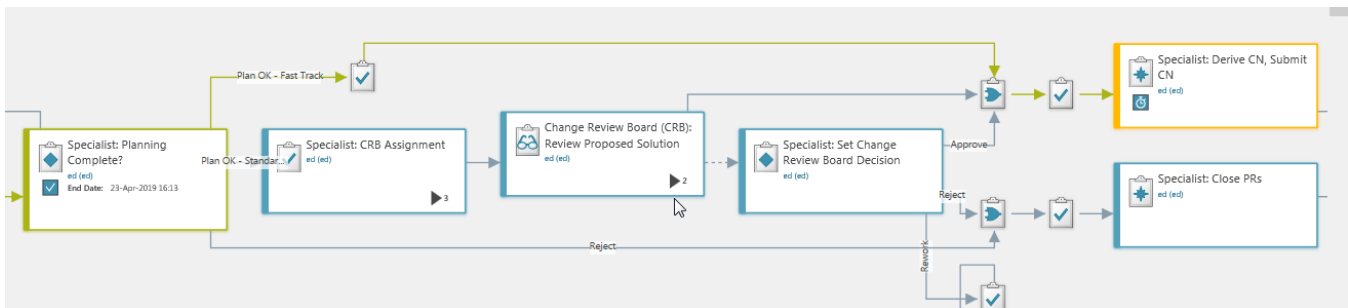 Plan OK - Fast Track
Specialist: Planning
Complete?
ed (ed)
End Date: 23-Apr-2019 16:13
Plan OK - Standar...
Specialist: CRB Assignment
ed (ed)
3
Change Review Board (CRB):
Review Proposed Solution
ed (ed)
2
Specialist: Set Change
Review Board Decision
ed (ed)
Approve
Reject
Rework
Reject
Specialist: Derive CN, Submit
CN
ed (ed)
Specialist: Close PRs
ed (ed)